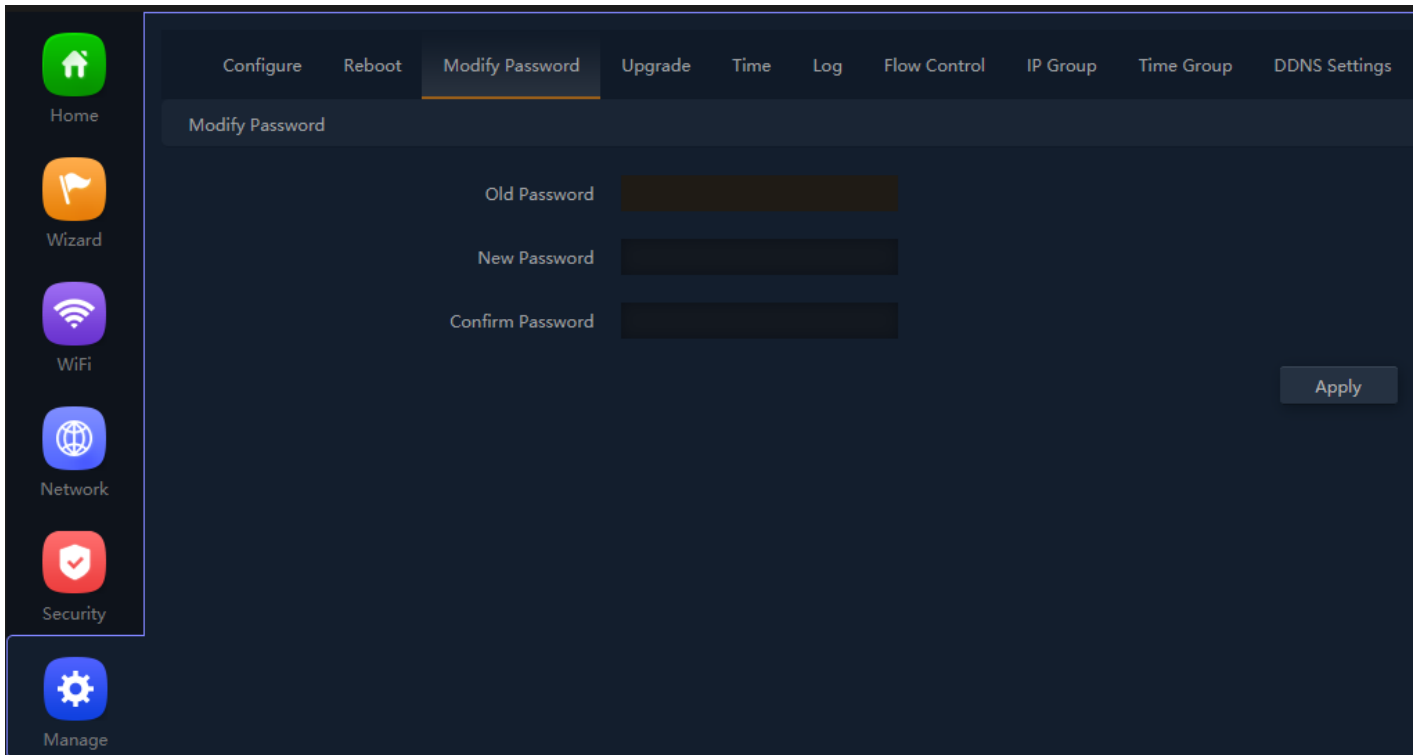 Home
Wizard
WiFi
Network
Security
Manage
Configure Reboot Modify Password Upgrade Time Log Flow Control IP Group Time Group DDNS Settings
Modify Password
Old Password
New Password
Confirm Password
Apply